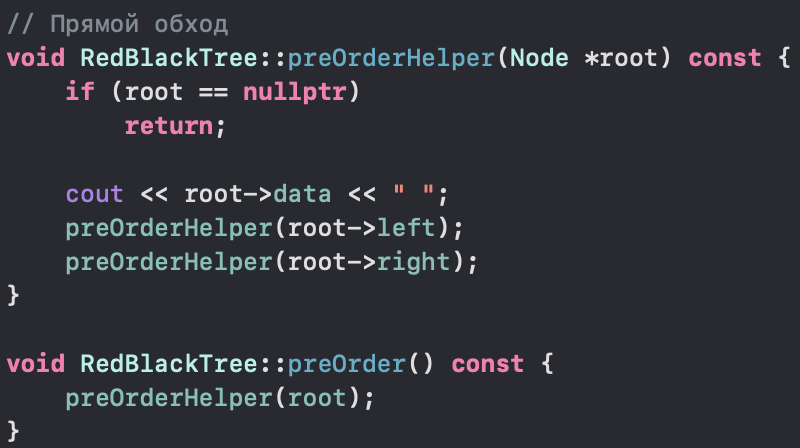 // Прямой обход
void RedBlackTree::preOrderHelper(Node *root) const {
    if (root == nullptr)
        return;

    cout << root->data << " ";
    preOrderHelper(root->left);
    preOrderHelper(root->right);
}

void RedBlackTree::preOrder() const {
    preOrderHelper(root);
}